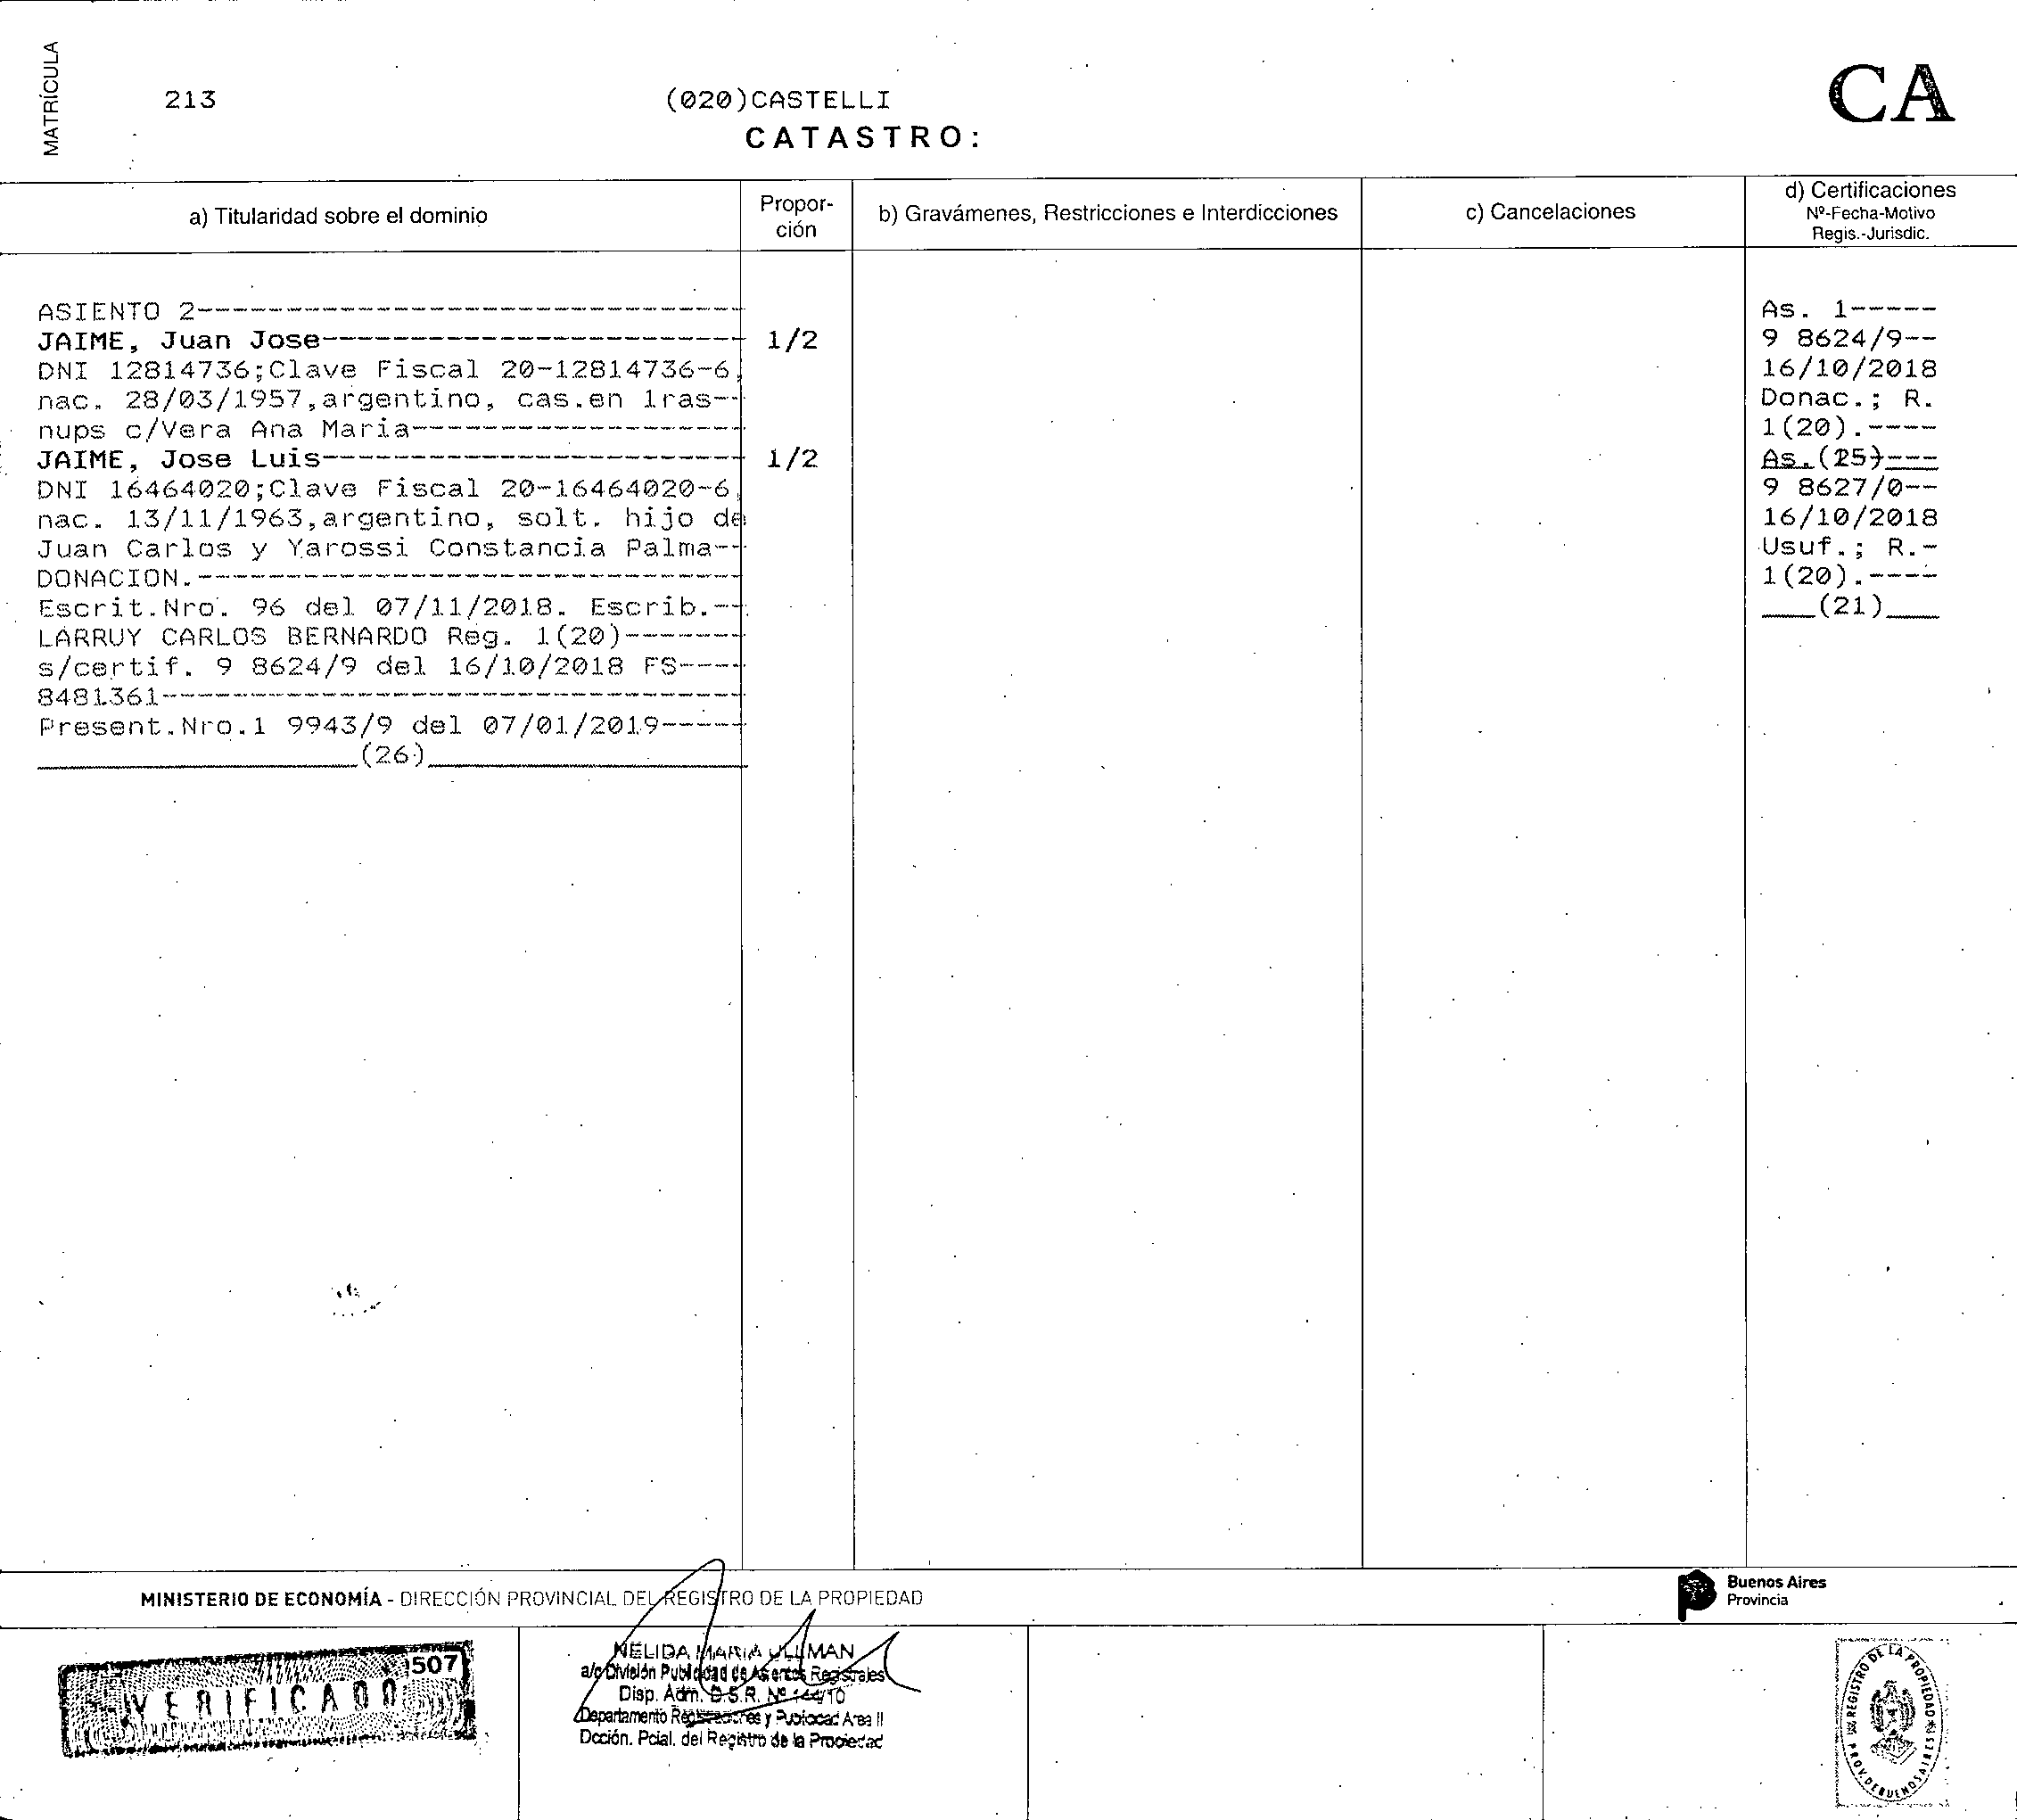 MATRÍCULA
213
(020)CASTELLI
CATASTRO:
CA
a) Titularidad sobre el dominio
Propor-
ción
b) Gravámenes, Restricciones e Interdicciones
c) Cancelaciones
d) Certificaciones
Nº-Fecha-Motivo
Regis.-Jurisdic.
ASIENTO 2-------------------------------
JAIME, Juan Jose------------------------ 1/2
DNI 12814736;Clave Fiscal 20-12814736-6,
nac. 28/03/1957,argentino, cas.en 1ras--
nups c/Vera Ana Maria-------------------
JAIME, Jose Luis------------------------ 1/2
DNI 16464020;Clave Fiscal 20-16464020-6,
nac. 13/11/1963,argentino, solt. hijo de
Juan Carlos y Yarossi Constancia Palma--
DONACION.-------------------------------
Escrit.Nro. 96 del 07/11/2018. Escrib.--
LARRUY CARLOS BERNARDO Reg. 1(20)-------
s/certif. 9 8624/9 del 16/10/2018 FS----
8481361---------------------------------
Present.Nro.1 9943/9 del 07/01/2019-----
__________________(26)__________________
As. 1-----
9 8624/9--
16/10/2018
Donac.; R.
1(20).----
As.(25)---
9 8627/0--
16/10/2018
Usuf.; R.-
1(20).----
___(21)___
MINISTERIO DE ECONOMÍA - DIRECCIÓN PROVINCIAL DEL REGISTRO DE LA PROPIEDAD
Buenos Aires
Provincia
507
VERIFICADO
NELIDA MARIA ULLMAN
a/c División Publicidad de Asientos Registrales
Disp. Adm. D.S.R. Nº 144/10
Departamento Registraciones y Publicidad Area II
Dcción. Pcial. del Registro de la Propiedad
REGISTRO DE LA PROPIEDAD
PROV. DE BUENOS AIRES